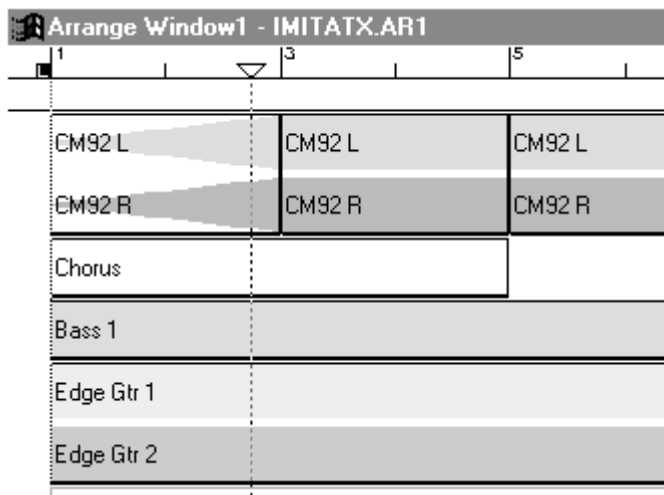 Arrange Window1 - IMITATX.AR1
1 3 5
CM92 L CM92 L CM92 L
CM92 R CM92 R CM92 R
Chorus
Bass 1
Edge Gtr 1
Edge Gtr 2